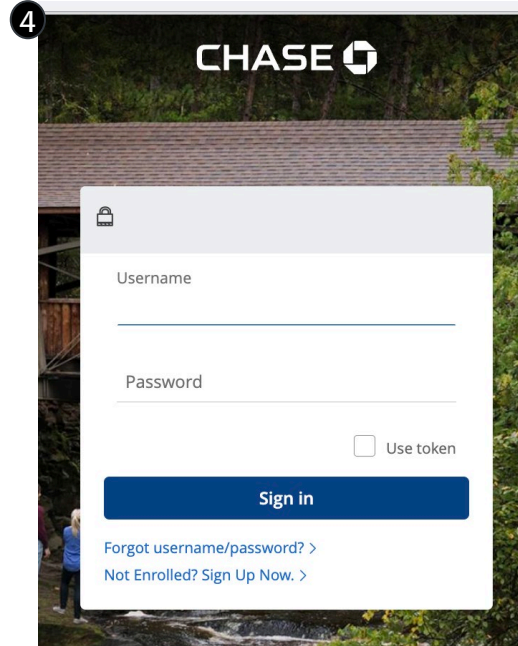 4
CHASE
Username
Password
Use token
Sign in
Forgot username/password? >
Not Enrolled? Sign Up Now. >